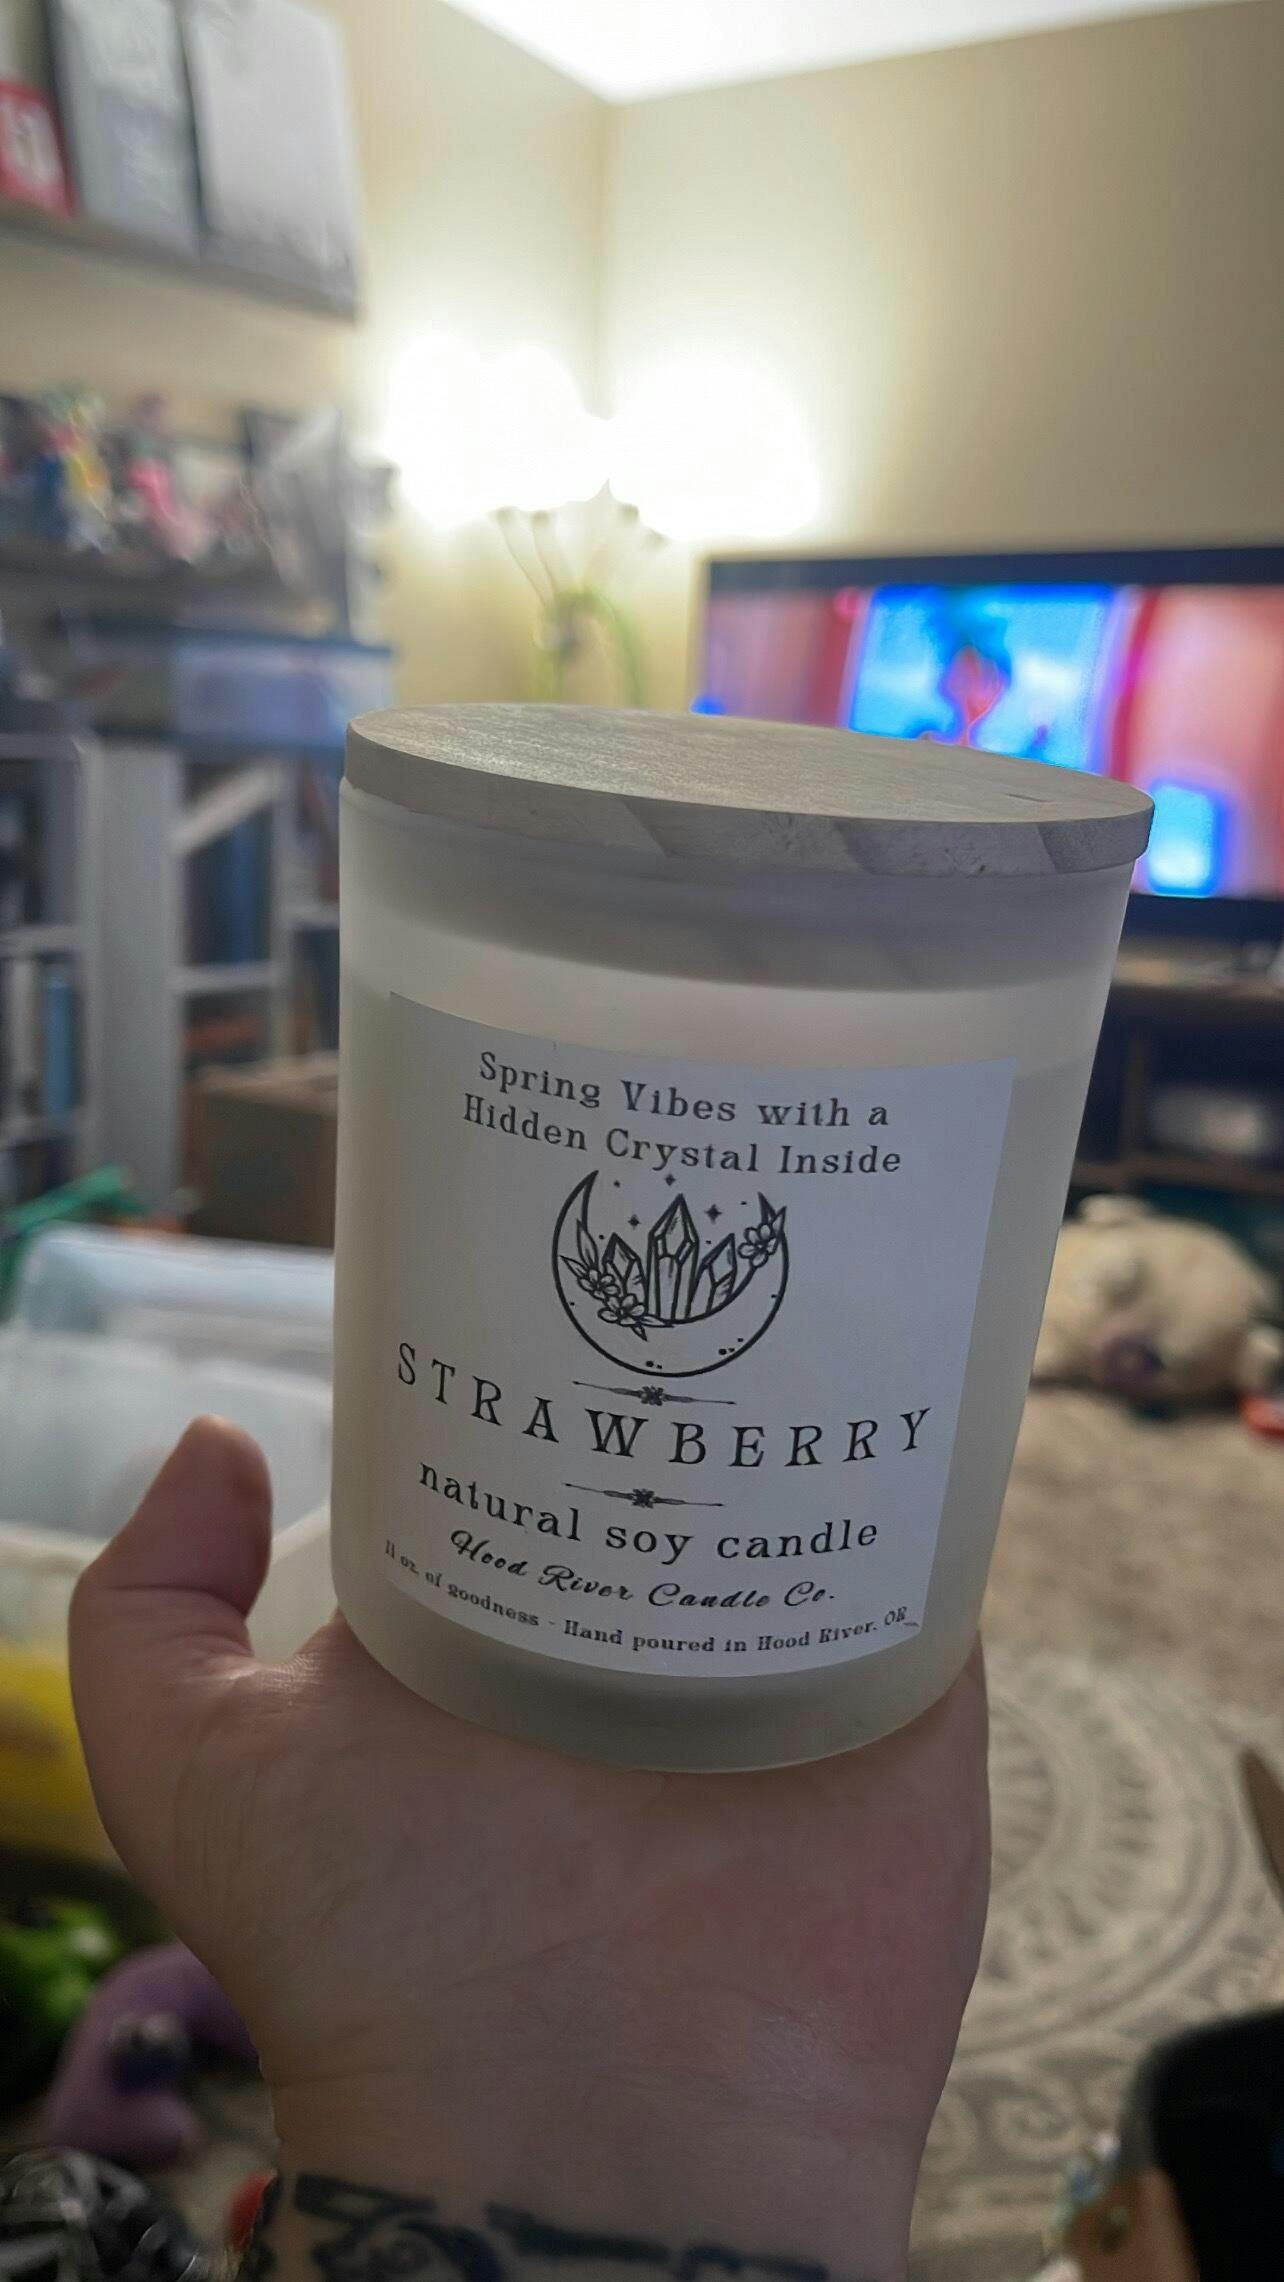 Spring Vibes with a
Hidden Crystal Inside
STRAWBERRY
natural soy candle
Hood River Candle Co.
11 oz. of goodness - Hand poured in Hood River, OR